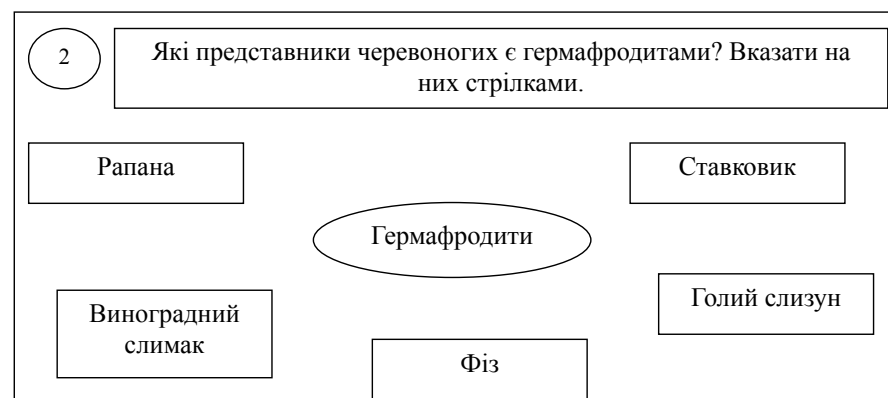 2
Які представники черевоногих є гермафродитами? Вказати на
них стрілками.
Рапана
Ставковик
Гермафродити
Голий слизун
Виноградний
слимак
Фіз